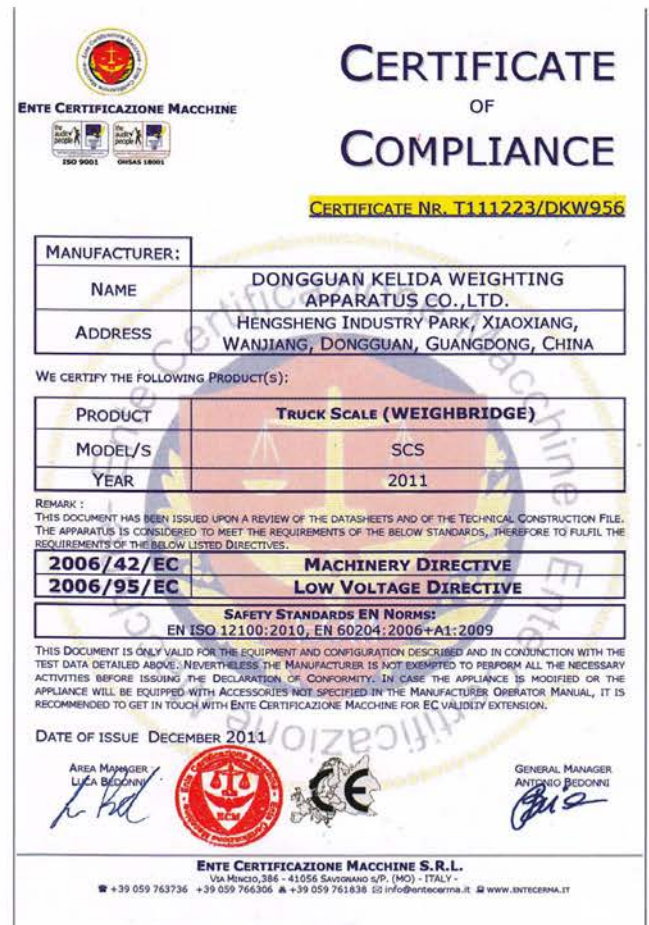 CERTIFICATE
OF
COMPLIANCE
ENTE CERTIFICAZIONE MACCHINE
the audit people
ISO 9001
the audit people
OHSAS 18001
CERTIFICATE NR. T111223/DKW956
MANUFACTURER:
NAME
DONGGUAN KELIDA WEIGHTING
APPARATUS CO.,LTD.
ADDRESS
HENGSHENG INDUSTRY PARK, XIAOXIANG,
WANJIANG, DONGGUAN, GUANGDONG, CHINA
WE CERTIFY THE FOLLOWING PRODUCT(S):
PRODUCT
TRUCK SCALE (WEIGHBRIDGE)
MODEL/S
SCS
YEAR
2011
REMARK :
THIS DOCUMENT HAS BEEN ISSUED UPON A REVIEW OF THE DATASHEETS AND OF THE TECHNICAL CONSTRUCTION FILE.
THE APPARATUS IS CONSIDERED TO MEET THE REQUIREMENTS OF THE BELOW STANDARDS, THEREFORE TO FULFIL THE
REQUIREMENTS OF THE BELOW LISTED DIRECTIVES.
2006/42/EC
MACHINERY DIRECTIVE
2006/95/EC
LOW VOLTAGE DIRECTIVE
SAFETY STANDARDS EN NORMS:
EN ISO 12100:2010, EN 60204:2006+A1:2009
THIS DOCUMENT IS ONLY VALID FOR THE EQUIPMENT AND CONFIGURATION DESCRIBED AND IN CONJUNCTION WITH THE
TEST DATA DETAILED ABOVE. NEVERTHELESS THE MANUFACTURER IS NOT EXEMPTED TO PERFORM ALL THE NECESSARY
ACTIVITIES BEFORE ISSUING THE DECLARATION OF CONFORMITY. IN CASE THE APPLIANCE IS MODIFIED OR THE
APPLIANCE WILL BE EQUIPPED WITH ACCESSORIES NOT SPECIFIED IN THE MANUFACTURER OPERATOR MANUAL, IT IS
RECOMMENDED TO GET IN TOUCH WITH ENTE CERTIFICAZIONE MACCHINE FOR EC VALIDITY EXTENSION.
DATE OF ISSUE DECEMBER 2011
AREA MANAGER
LUCA BEDONNI
ECM
CE
GENERAL MANAGER
ANTONIO BEDONNI
ENTE CERTIFICAZIONE MACCHINE S.R.L.
VIA MINCIO,386 - 41056 SAVIGNANO S/P. (MO) - ITALY -
+39 059 763736 +39 059 766306 +39 059 761838 info@entecerma.it WWW.ENTECERMA.IT